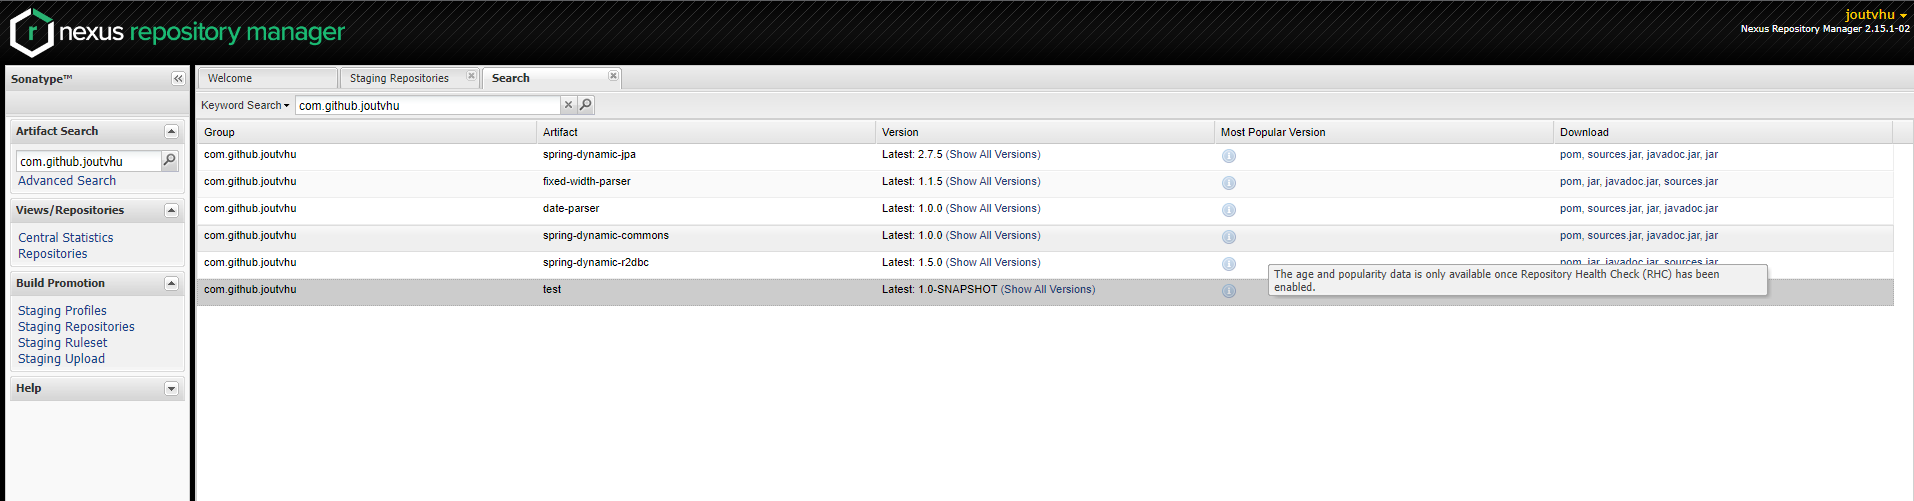 r nexus repository manager
joutvhu
Nexus Repository Manager 2.15.1-02
Sonatype™
Welcome Staging Repositories Search
Keyword Search com.github.joutvhu
Artifact Search
com.github.joutvhu
Advanced Search
Views/Repositories
Central Statistics
Repositories
Build Promotion
Staging Profiles
Staging Repositories
Staging Ruleset
Staging Upload
Help
Group Artifact Version Most Popular Version Download
com.github.joutvhu spring-dynamic-jpa Latest: 2.7.5 (Show All Versions) pom, sources.jar, javadoc.jar, jar
com.github.joutvhu fixed-width-parser Latest: 1.1.5 (Show All Versions) pom, jar, javadoc.jar, sources.jar
com.github.joutvhu date-parser Latest: 1.0.0 (Show All Versions) pom, sources.jar, jar, javadoc.jar
com.github.joutvhu spring-dynamic-commons Latest: 1.0.0 (Show All Versions) pom, sources.jar, javadoc.jar, jar
com.github.joutvhu spring-dynamic-r2dbc Latest: 1.5.0 (Show All Versions) pom, jar, javadoc.jar, sources.jar
com.github.joutvhu test Latest: 1.0-SNAPSHOT (Show All Versions)
The age and popularity data is only available once Repository Health Check (RHC) has been
enabled.